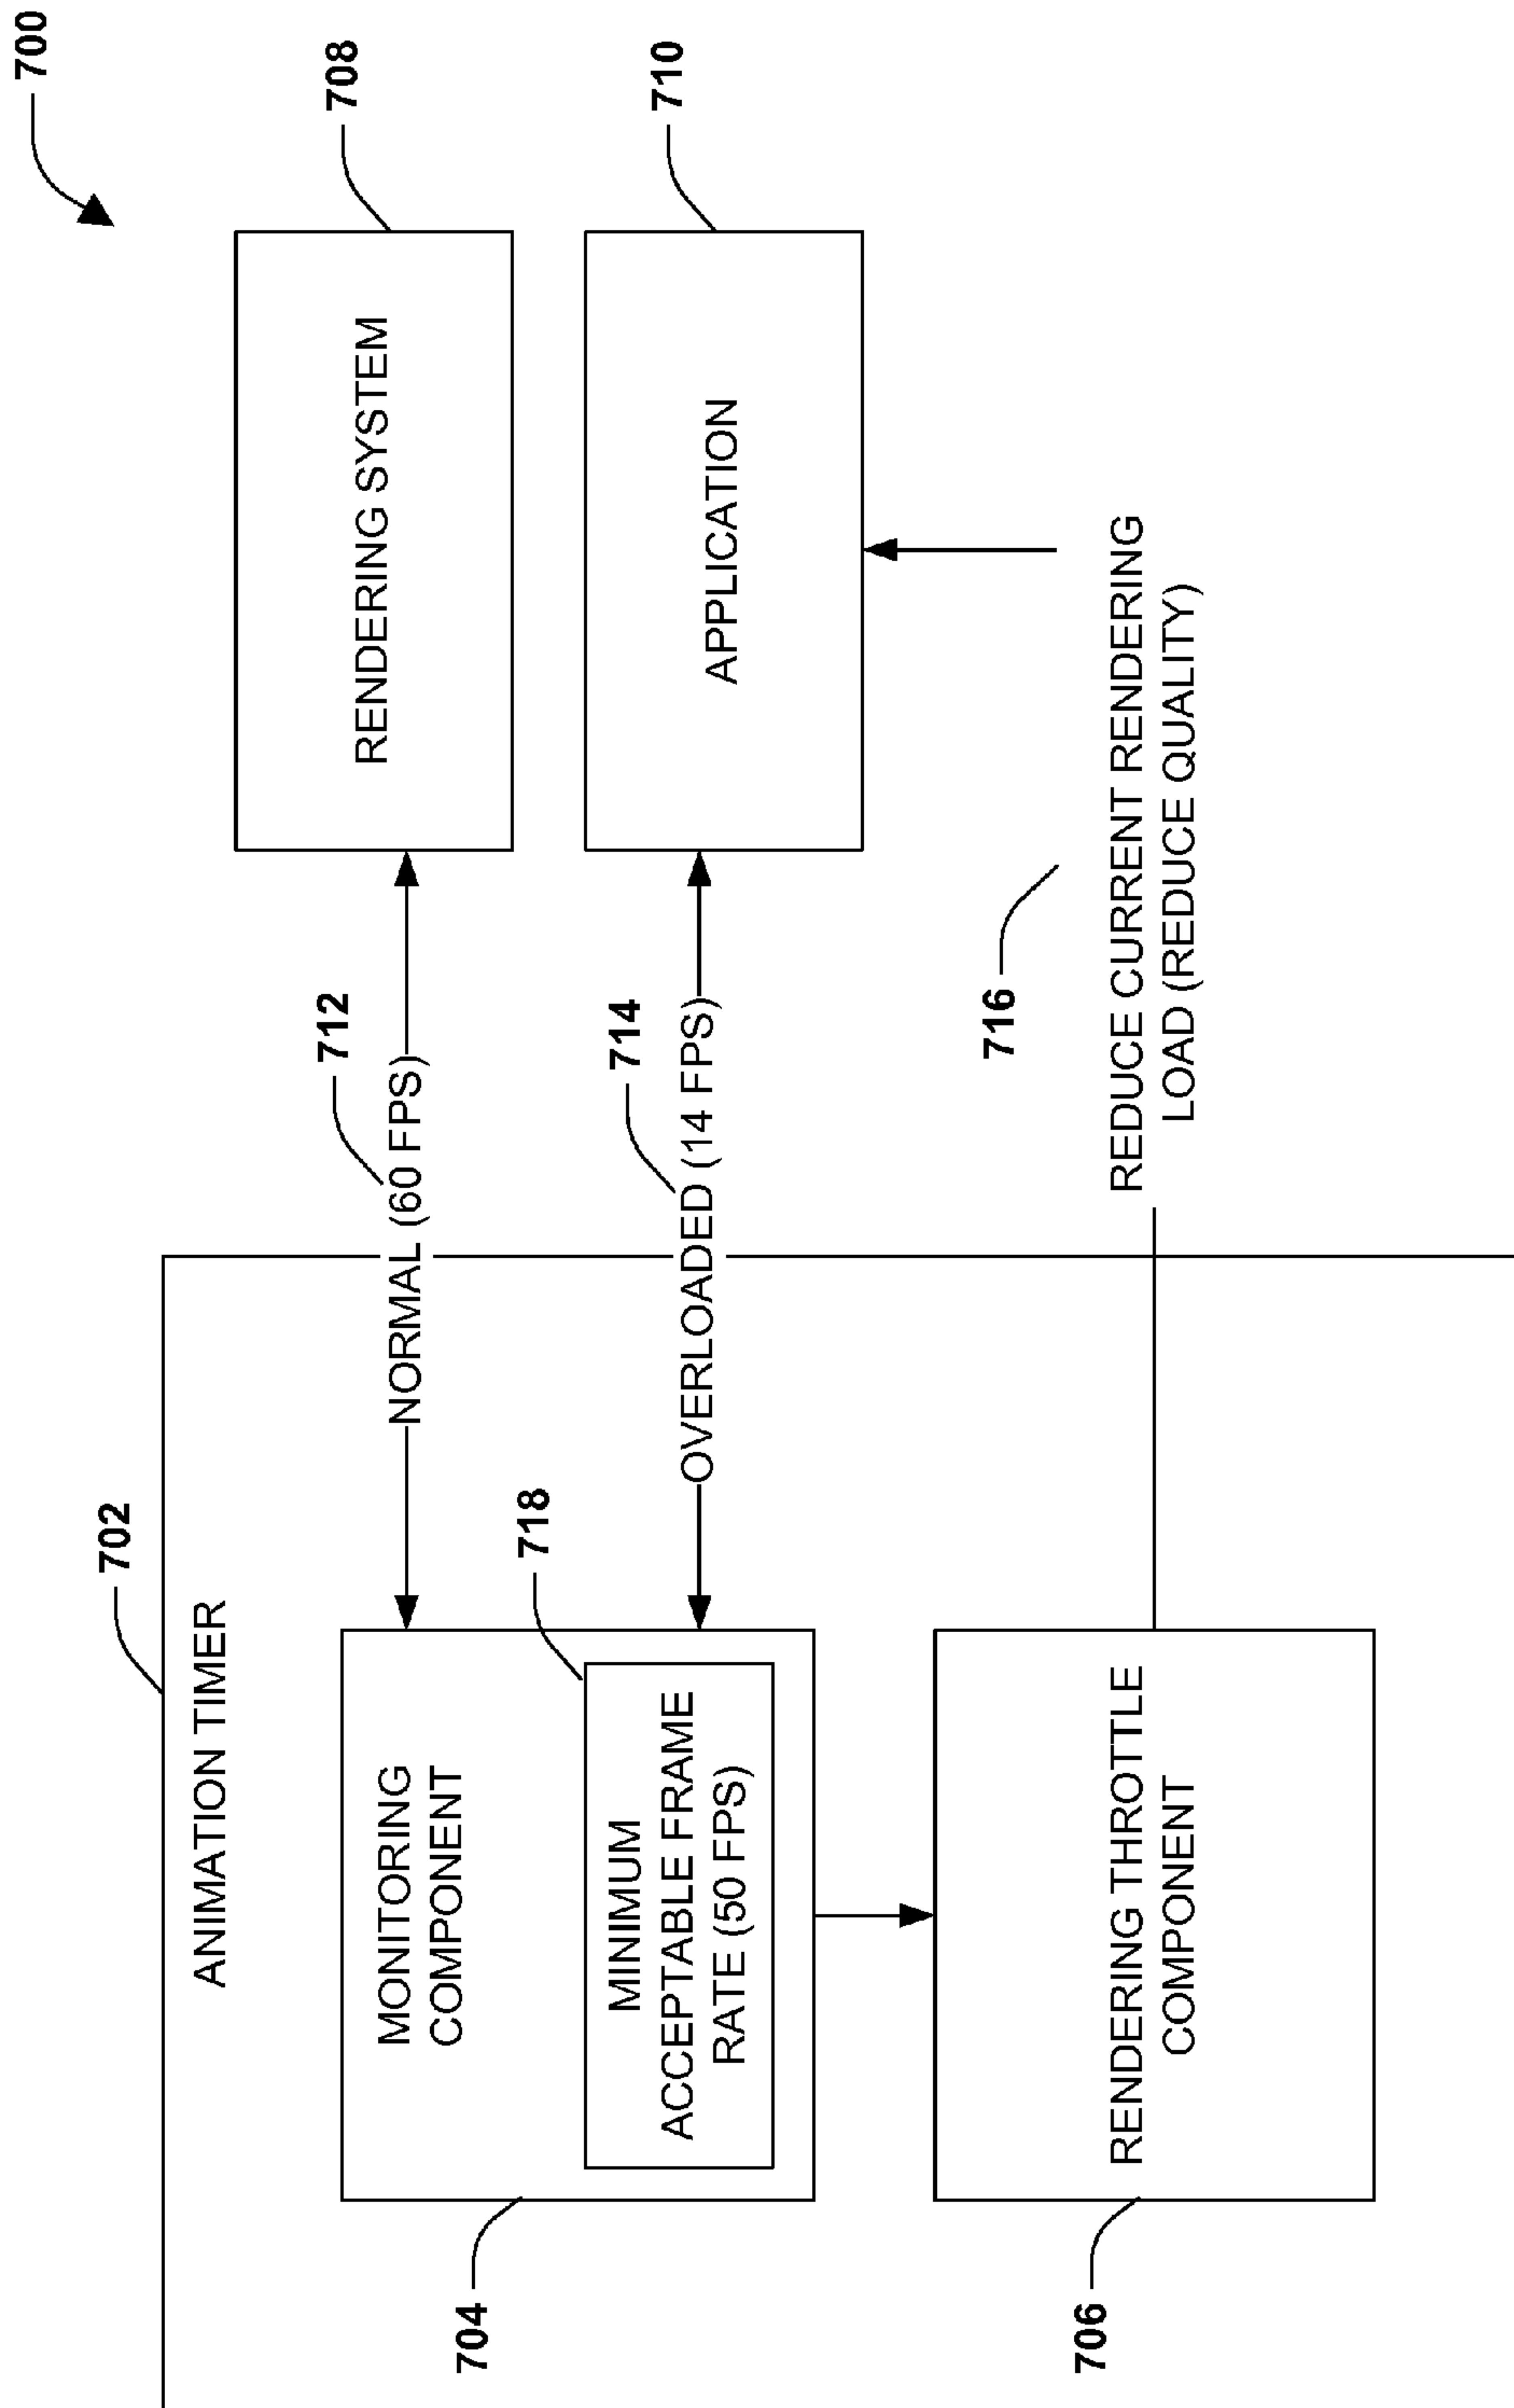 700
702
ANIMATION TIMER
704
MONITORING
COMPONENT
718
MINIMUM
ACCEPTABLE FRAME
RATE (50 FPS)
712
NORMAL (60 FPS)
708
RENDERING SYSTEM
714
OVERLOADED (14 FPS)
710
APPLICATION
706
RENDERING THROTTLE
COMPONENT
716
REDUCE CURRENT RENDERING
LOAD (REDUCE QUALITY)